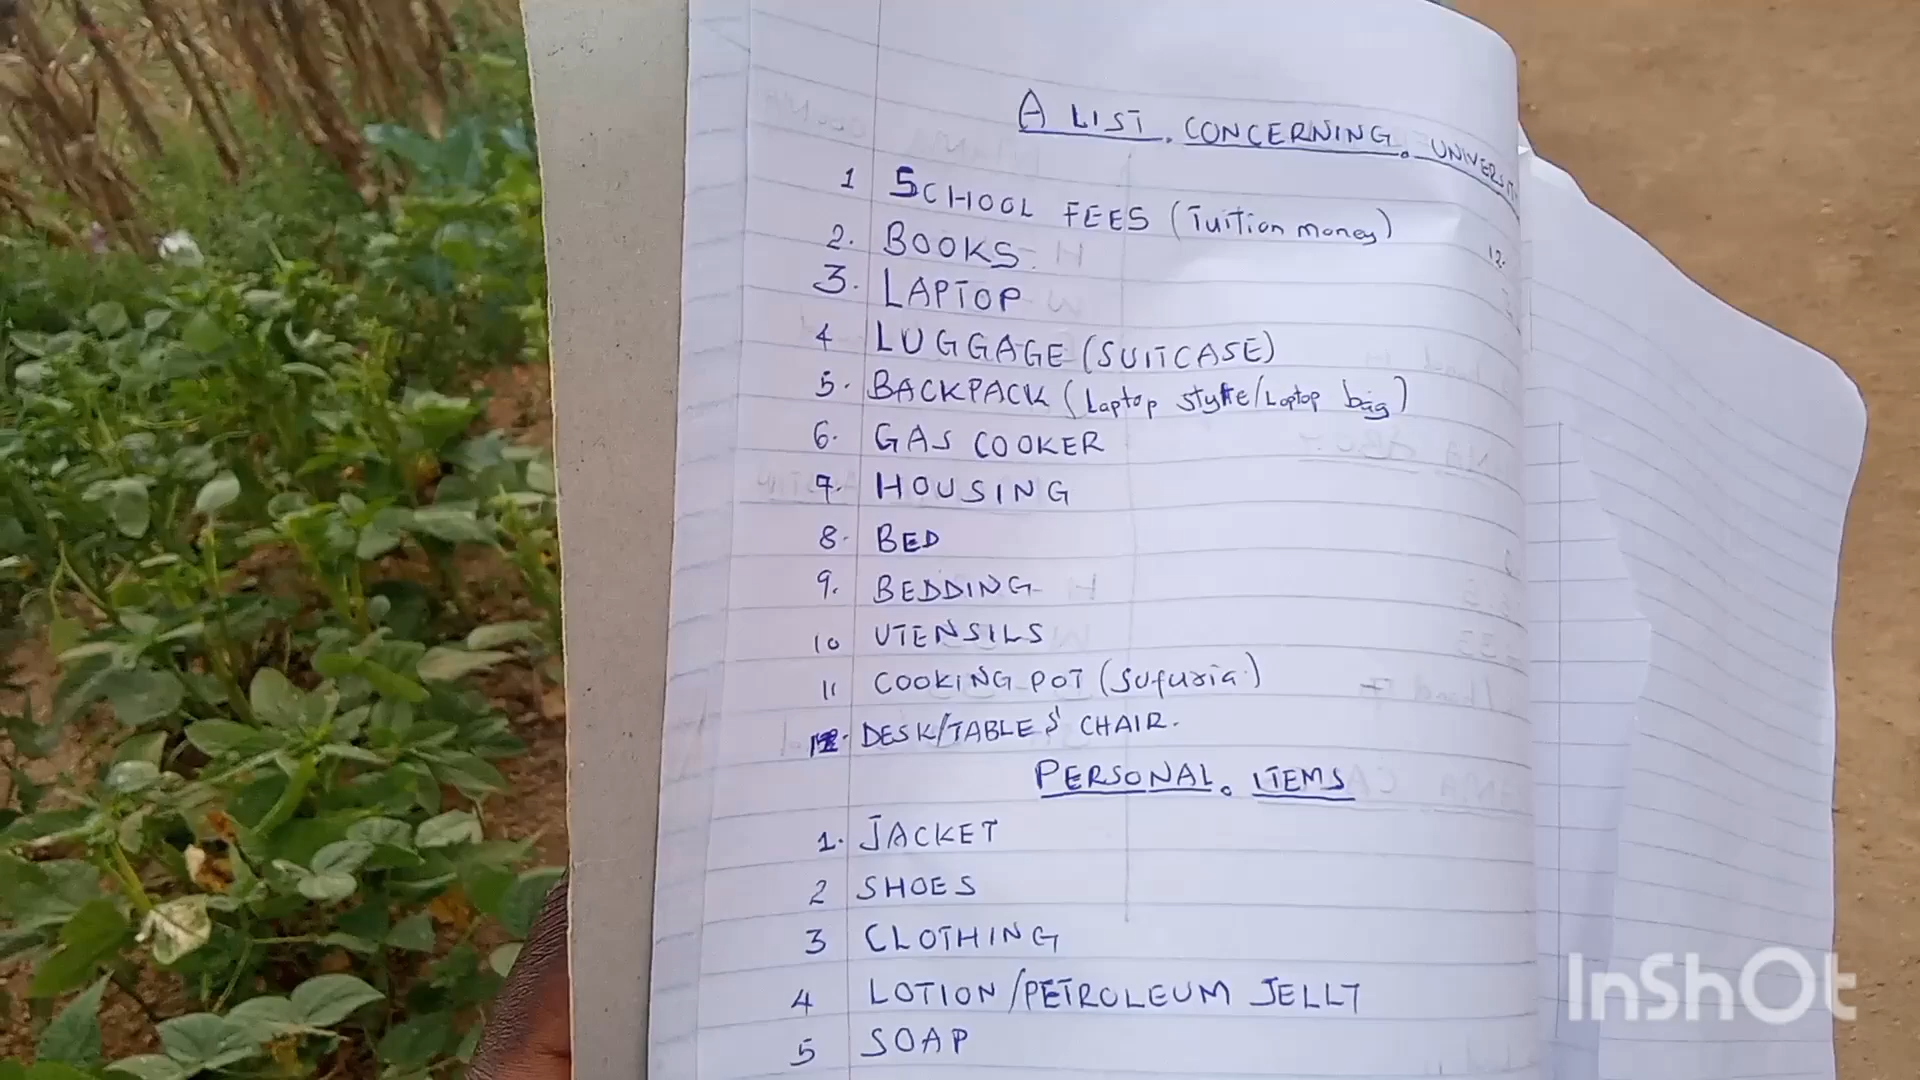 A LIST. CONCERNING. UNIVERSITY
1 SCHOOL FEES (Tuition money)
2. BOOKS
3. LAPTOP
4 LUGGAGE (SUITCASE)
5. BACKPACK (Laptop style/Laptop bag)
6. GAS COOKER
7. HOUSING
8. BED
9. BEDDING
10 UTENSILS
11 COOKING POT (Sufuria.)
12. DESK/TABLE & CHAIR.
PERSONAL. ITEMS
1. JACKET
2 SHOES
3 CLOTHING
4 LOTION/PETROLEUM JELLY
5 SOAP
12.
InShOt